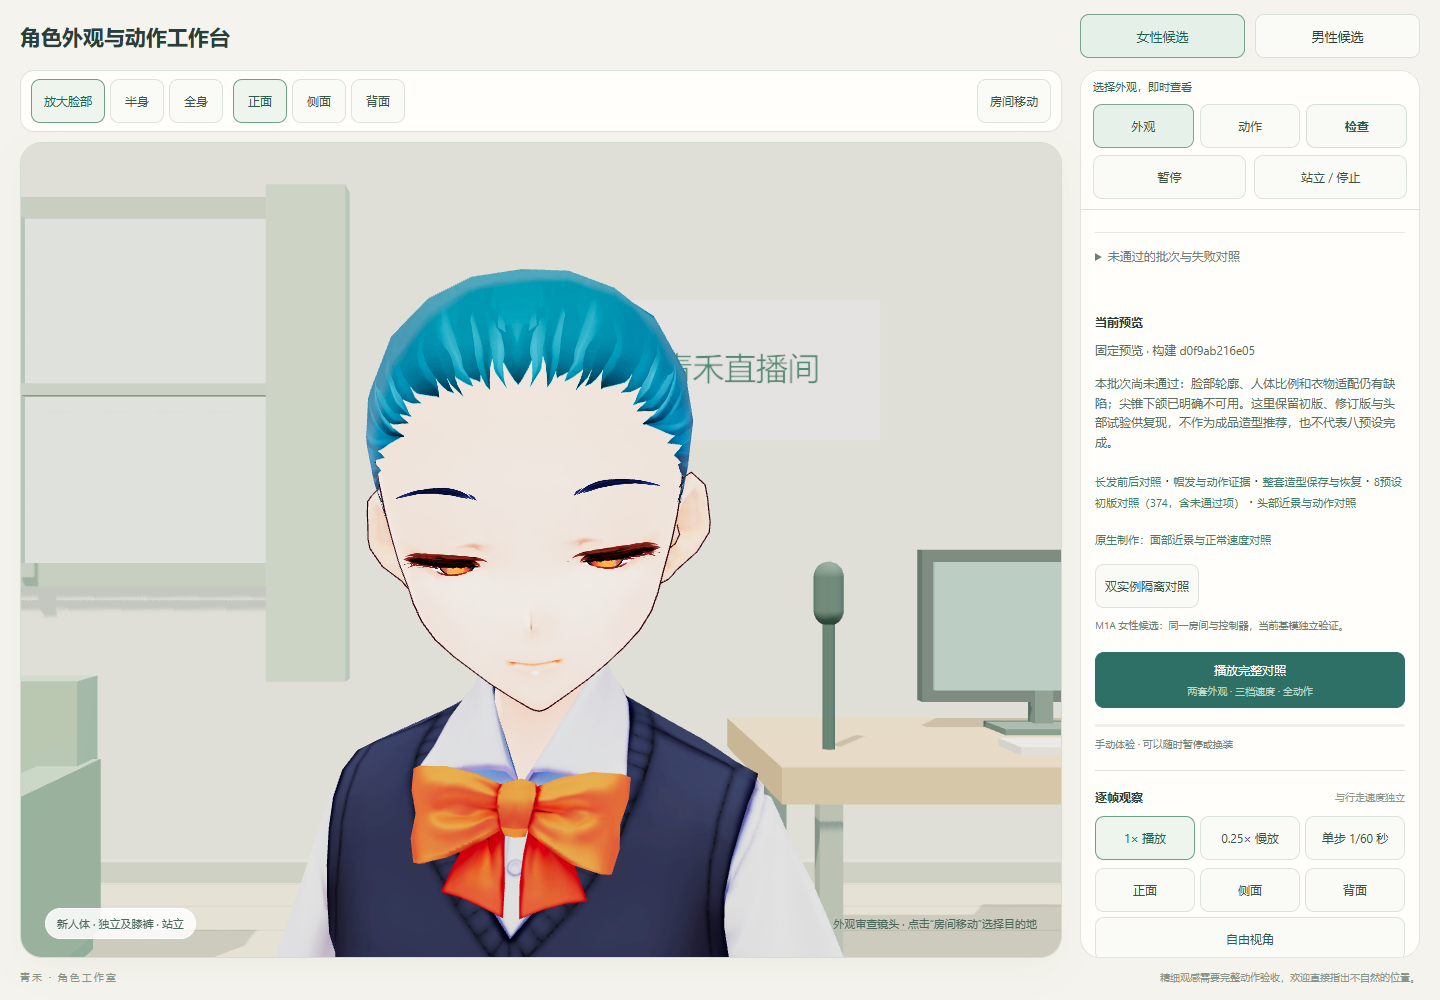 角色外观与动作工作台
女性候选
男性候选
放大脸部
半身
全身
正面
侧面
背面
房间移动
选择外观，即时查看
外观
动作
检查
暂停
站立 / 停止
▶ 未通过的批次与失败对照
当前预览
固定预览 · 构建 d0f9ab216e05
本批次尚未通过：脸部轮廓、人体比例和衣物适配仍有缺
陷；尖锥下颌已明确不可用。这里保留初版、修订版与头
部试验供复现，不作为成品造型推荐，也不代表八预设完
成。
长发前后对照 · 帽发与动作证据 · 整套造型保存与恢复 · 8预设
初版对照（374，含未通过项） · 头部近景与动作对照
原生制作：面部近景与正常速度对照
双实例隔离对照
M1A 女性候选：同一房间与控制器，当前基模独立验证。
播放完整对照
两套外观 · 三档速度 · 全动作
手动体验 · 可以随时暂停或换装
逐帧观察
与行走速度独立
1× 播放
0.25× 慢放
单步 1/60 秒
正面
侧面
背面
自由视角
青禾直播间
新人体 · 独立及膝裤 · 站立
外观审查镜头 · 点击“房间移动”选择目的地
青禾 · 角色工作室
精细观感需要完整动作验收，欢迎直接指出不自然的位置。